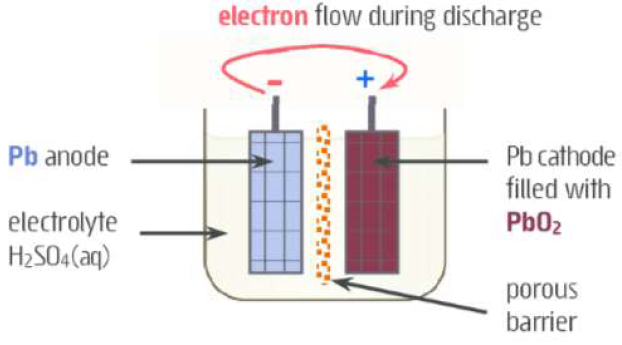 electron flow during discharge
- +
Pb anode
electrolyte
H₂SO₄(aq)
Pb cathode
filled with
PbO₂
porous
barrier